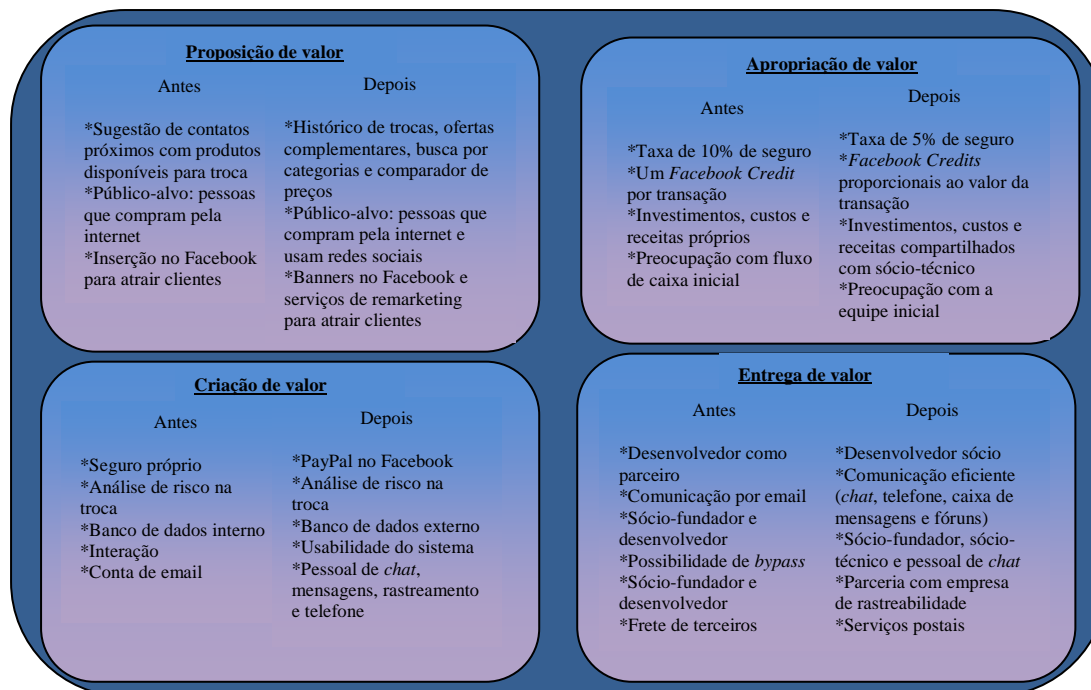 Proposição de valor
Antes
*Sugestão de contatos
próximos com produtos
disponíveis para troca
*Público-alvo: pessoas
que compram pela
internet
*Inserção no Facebook
para atrair clientes
Depois
*Histórico de trocas, ofertas
complementares, busca por
categorias e comparador de
preços
*Público-alvo: pessoas que
compram pela internet e
usam redes sociais
*Banners no Facebook e
serviços de remarketing
para atrair clientes
Apropriação de valor
Antes
*Taxa de 10% de seguro
*Um Facebook Credit
por transação
*Investimentos, custos e
receitas próprios
*Preocupação com fluxo
de caixa inicial
Depois
*Taxa de 5% de seguro
*Facebook Credits
proporcionais ao valor da
transação
*Investimentos, custos e
receitas compartilhados
com sócio-técnico
*Preocupação com a
equipe inicial
Criação de valor
Antes
*Seguro próprio
*Análise de risco na
troca
*Banco de dados interno
*Interação
*Conta de email
Depois
*PayPal no Facebook
*Análise de risco na
troca
*Banco de dados externo
*Usabilidade do sistema
*Pessoal de chat,
mensagens, rastreamento
e telefone
Entrega de valor
Antes
*Desenvolvedor como
parceiro
*Comunicação por email
*Sócio-fundador e
desenvolvedor
*Possibilidade de bypass
*Sócio-fundador e
desenvolvedor
*Frete de terceiros
Depois
*Desenvolvedor sócio
*Comunicação eficiente
(chat, telefone, caixa de
mensagens e fóruns)
*Sócio-fundador, sócio-
técnico e pessoal de chat
*Parceria com empresa
de rastreabilidade
*Serviços postais